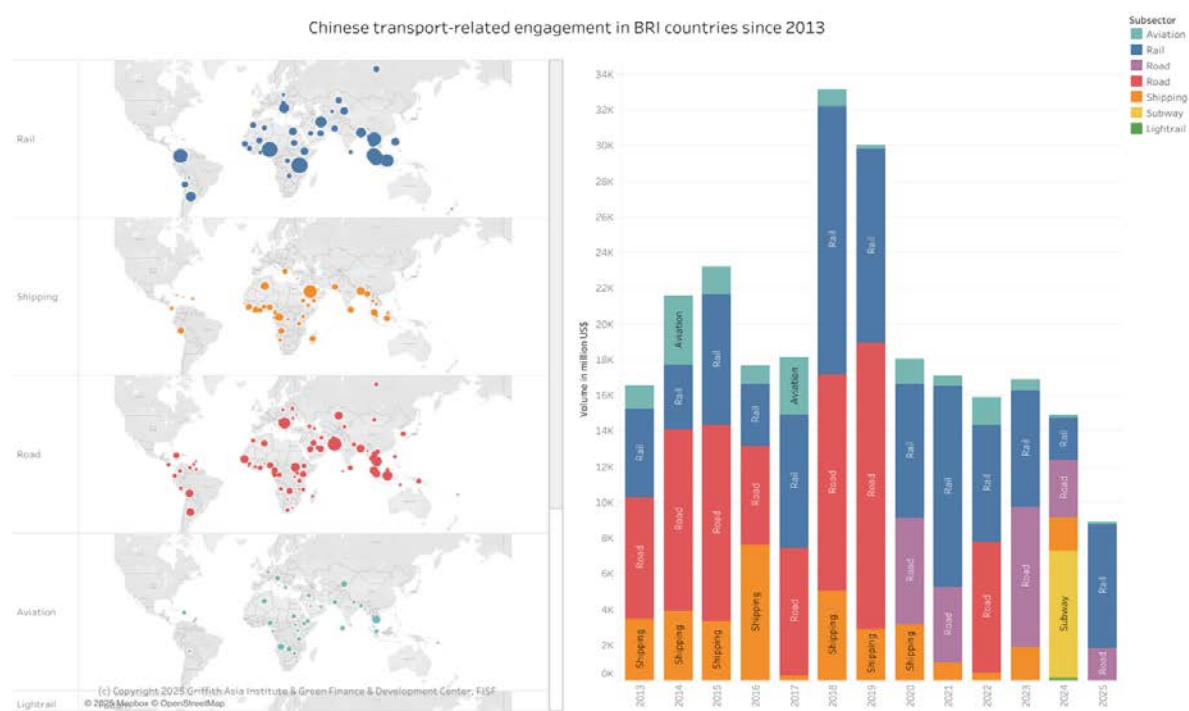 Chinese transport-related engagement in BRI countries since 2013
Subsector
Aviation
Rail
Road
Road
Shipping
Subway
Lightrail
Rail
Shipping
Road
Aviation
Lightrail
(c) Copyright 2025 Griffith Asia Institute & Green Finance & Development Center, FISF
© 2025 Mapbox © OpenStreetMap
Volume in million US$
34K
32K
30K
28K
26K
24K
22K
20K
18K
16K
14K
12K
10K
8K
6K
4K
2K
0K
Shipping
Road
Rail
Shipping
Road
Rail
Aviation
Shipping
Road
Rail
Shipping
Road
Rail
Road
Rail
Aviation
Shipping
Road
Rail
Shipping
Road
Rail
Shipping
Road
Rail
Road
Rail
Road
Rail
Road
Rail
Subway
Road
Rail
Road
Rail
2013
2014
2015
2016
2017
2018
2019
2020
2021
2022
2023
2024
2025